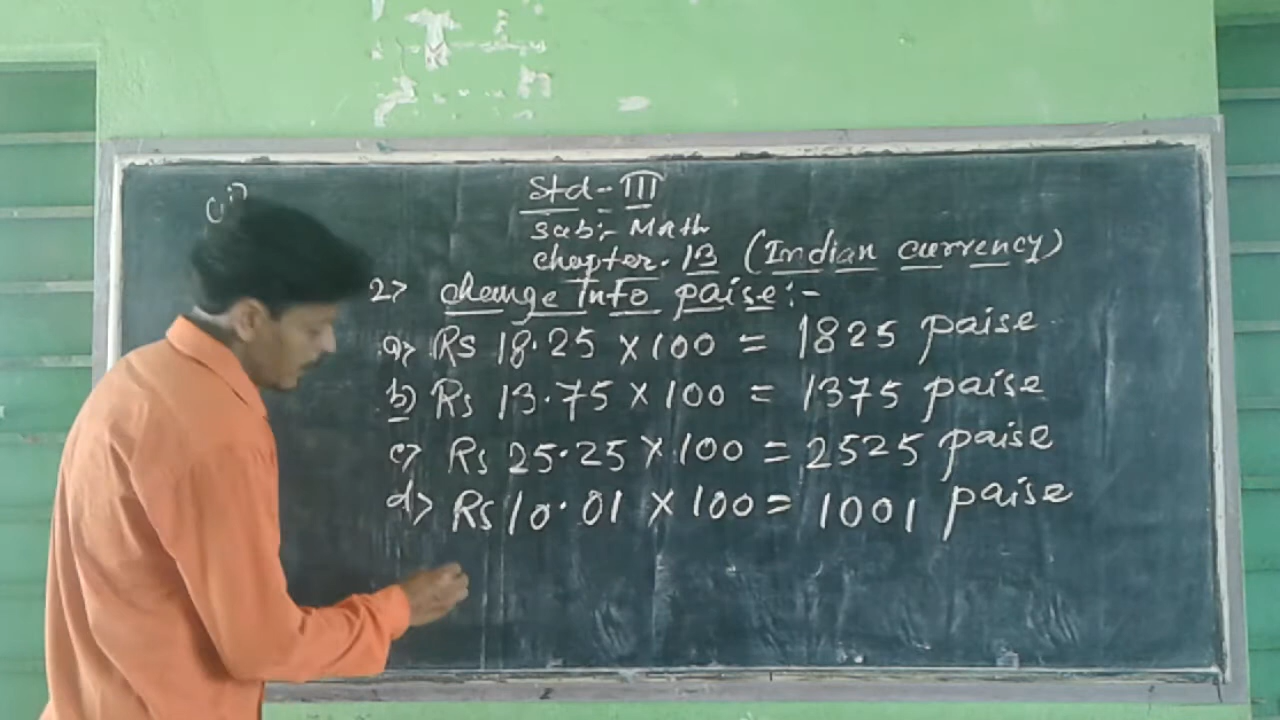 (ii)
Std - III
Sub:- Math
chapter. 13 (Indian currency)
2> change into paise:-
a> Rs 18.25 × 100 = 1825 paise
b> Rs 13.75 × 100 = 1375 paise
c> Rs 25.25 × 100 = 2525 paise
d> Rs 10.01 × 100 = 1001 paise